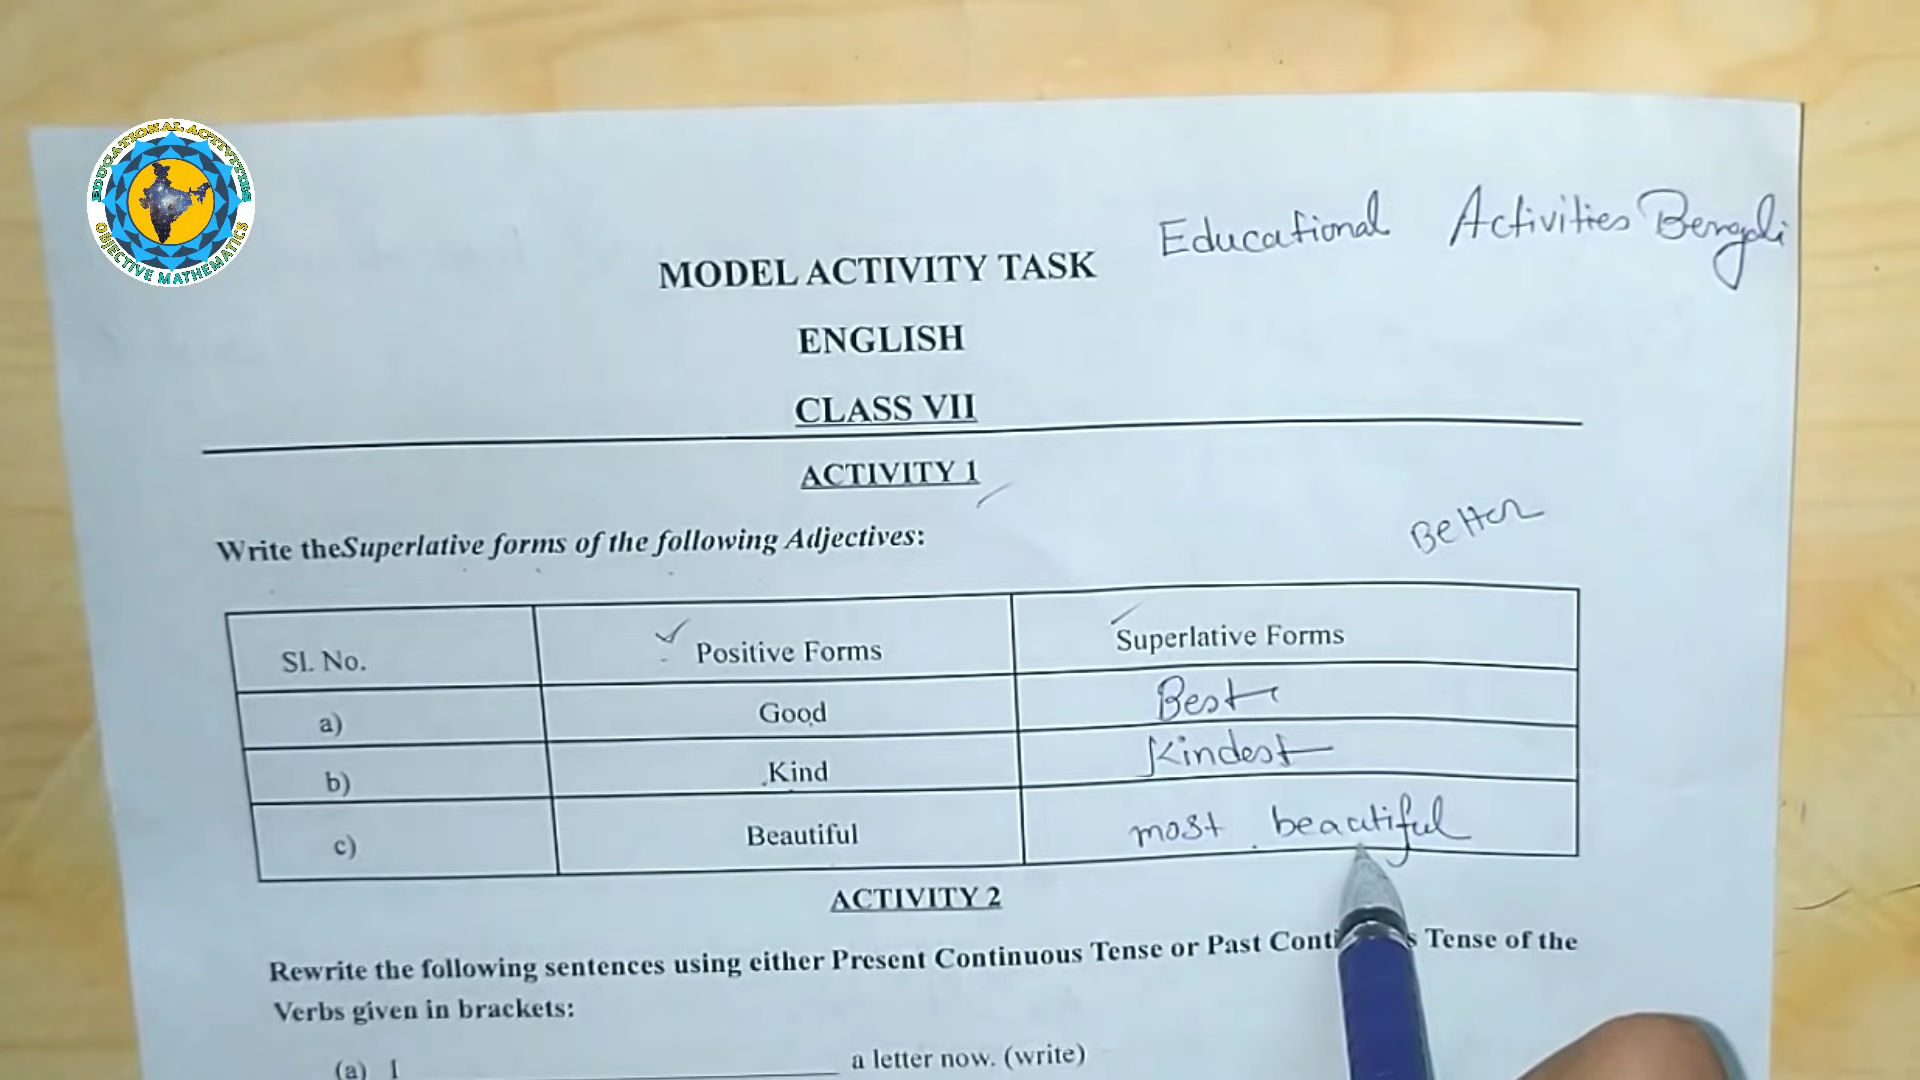 EDUCATIONAL ACTIVITIES
OBJECTIVE MATHEMATICS
Educational Activities Bengali
MODEL ACTIVITY TASK
ENGLISH
CLASS VII
ACTIVITY 1
Better
Write theSuperlative forms of the following Adjectives:
Sl. No. Positive Forms Superlative Forms
a) Good Best
b) Kind Kindest
c) Beautiful most beautiful
ACTIVITY 2
Rewrite the following sentences using either Present Continuous Tense or Past Conti s Tense of the
Verbs given in brackets:
(a) I a letter now. (write)